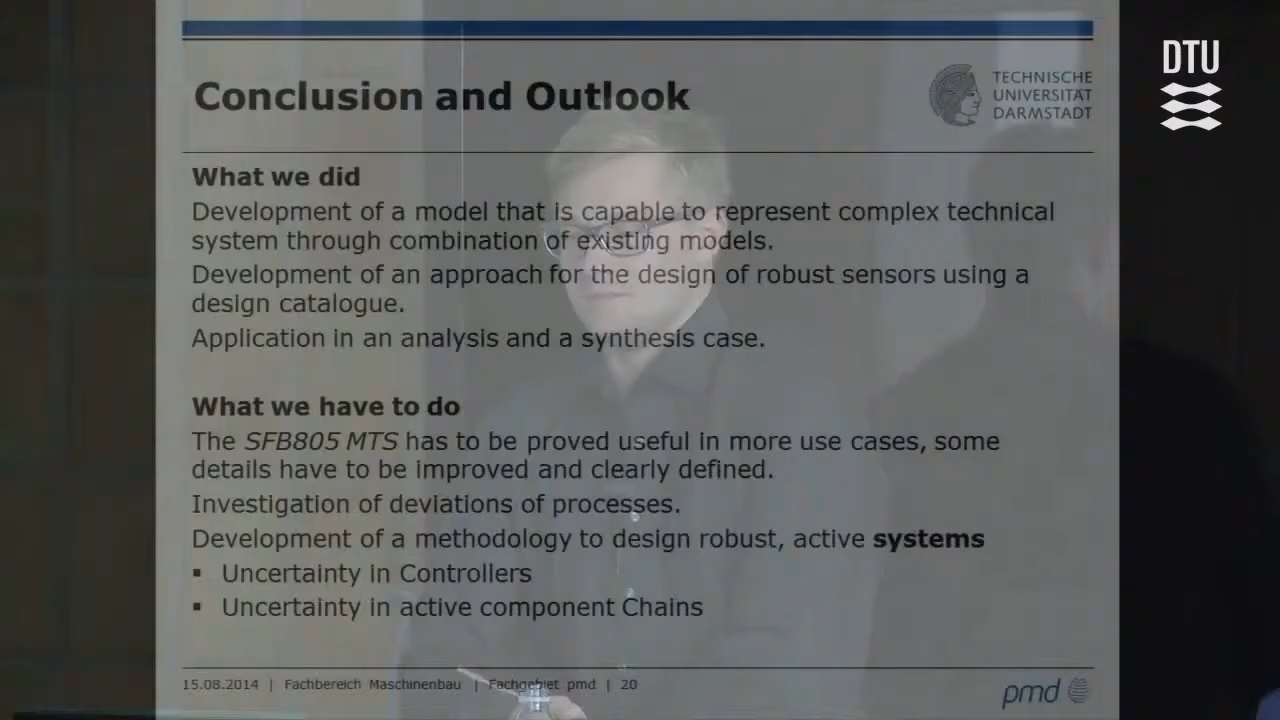 DTU
Conclusion and Outlook
TECHNISCHE
UNIVERSITÄT
DARMSTADT
What we did
Development of a model that is capable to represent complex technical
system through combination of existing models.
Development of an approach for the design of robust sensors using a
design catalogue.
Application in an analysis and a synthesis case.
What we have to do
The SFB805 MTS has to be proved useful in more use cases, some
details have to be improved and clearly defined.
Investigation of deviations of processes.
Development of a methodology to design robust, active systems
▪ Uncertainty in Controllers
▪ Uncertainty in active component Chains
15.08.2014 | Fachbereich Maschinenbau | Fachgebiet pmd | 20
pmd